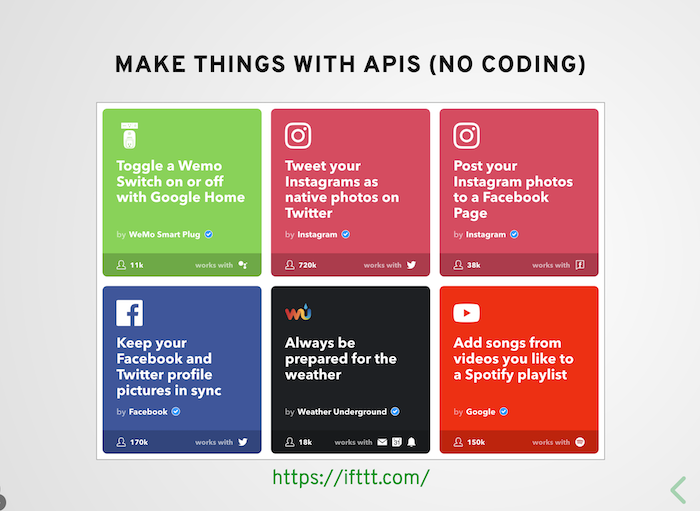 MAKE THINGS WITH APIS (NO CODING)
Toggle a Wemo
Switch on or off
with Google Home
by WeMo Smart Plug
11k works with
Tweet your
Instagrams as
native photos on
Twitter
by Instagram
720k works with
Post your
Instagram photos
to a Facebook
Page
by Instagram
38k works with
Keep your
Facebook and
Twitter profile
pictures in sync
by Facebook
170k works with
WU
Always be
prepared for the
weather
by Weather Underground
18k works with 31
Add songs from
videos you like to
a Spotify playlist
by Google
150k works with
https://ifttt.com/